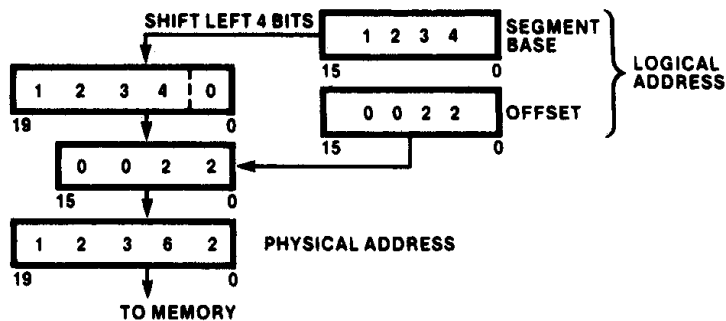 SHIFT LEFT 4 BITS
1 2 3 4
SEGMENT
BASE
15 0
LOGICAL
ADDRESS
1 2 3 4 0
19 0
0 0 2 2
OFFSET
15 0
0 0 2 2
15 0
1 2 3 6 2
PHYSICAL ADDRESS
19 0
TO MEMORY